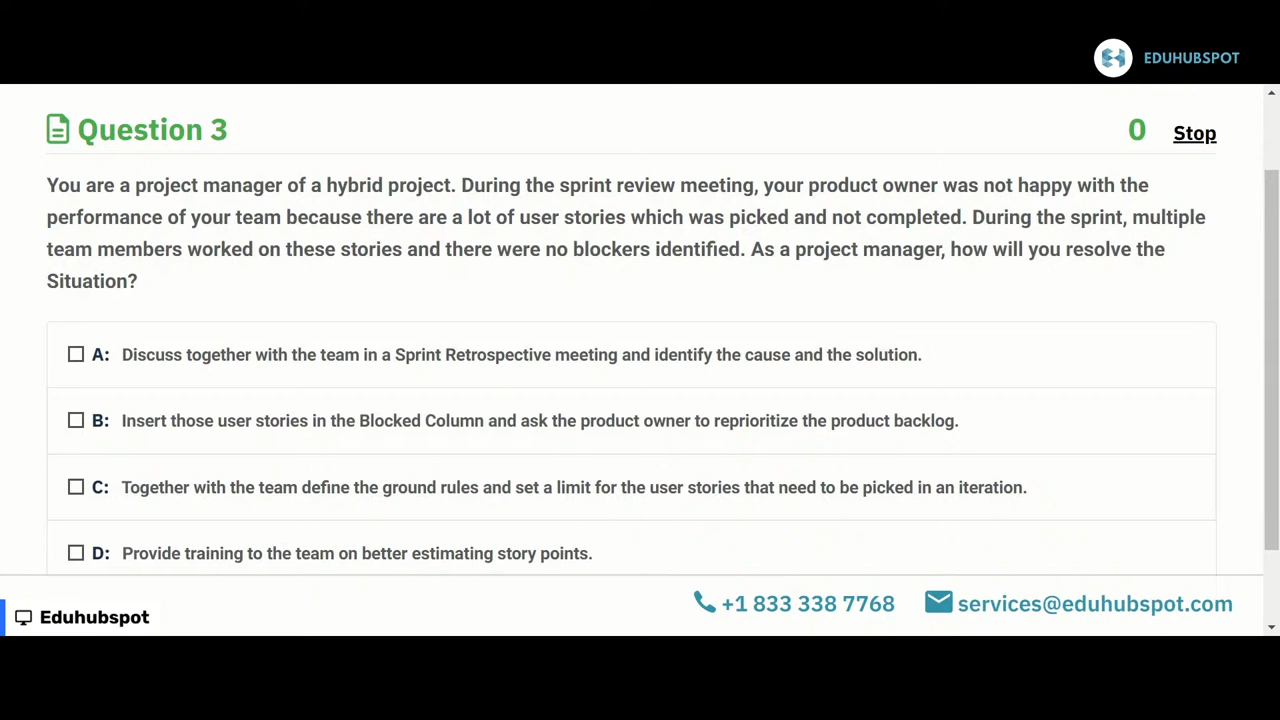 EDUHUBSPOT
Question 3
0 Stop
You are a project manager of a hybrid project. During the sprint review meeting, your product owner was not happy with the
performance of your team because there are a lot of user stories which was picked and not completed. During the sprint, multiple
team members worked on these stories and there were no blockers identified. As a project manager, how will you resolve the
Situation?
A: Discuss together with the team in a Sprint Retrospective meeting and identify the cause and the solution.
B: Insert those user stories in the Blocked Column and ask the product owner to reprioritize the product backlog.
C: Together with the team define the ground rules and set a limit for the user stories that need to be picked in an iteration.
D: Provide training to the team on better estimating story points.
+1 833 338 7768 services@eduhubspot.com
Eduhubspot